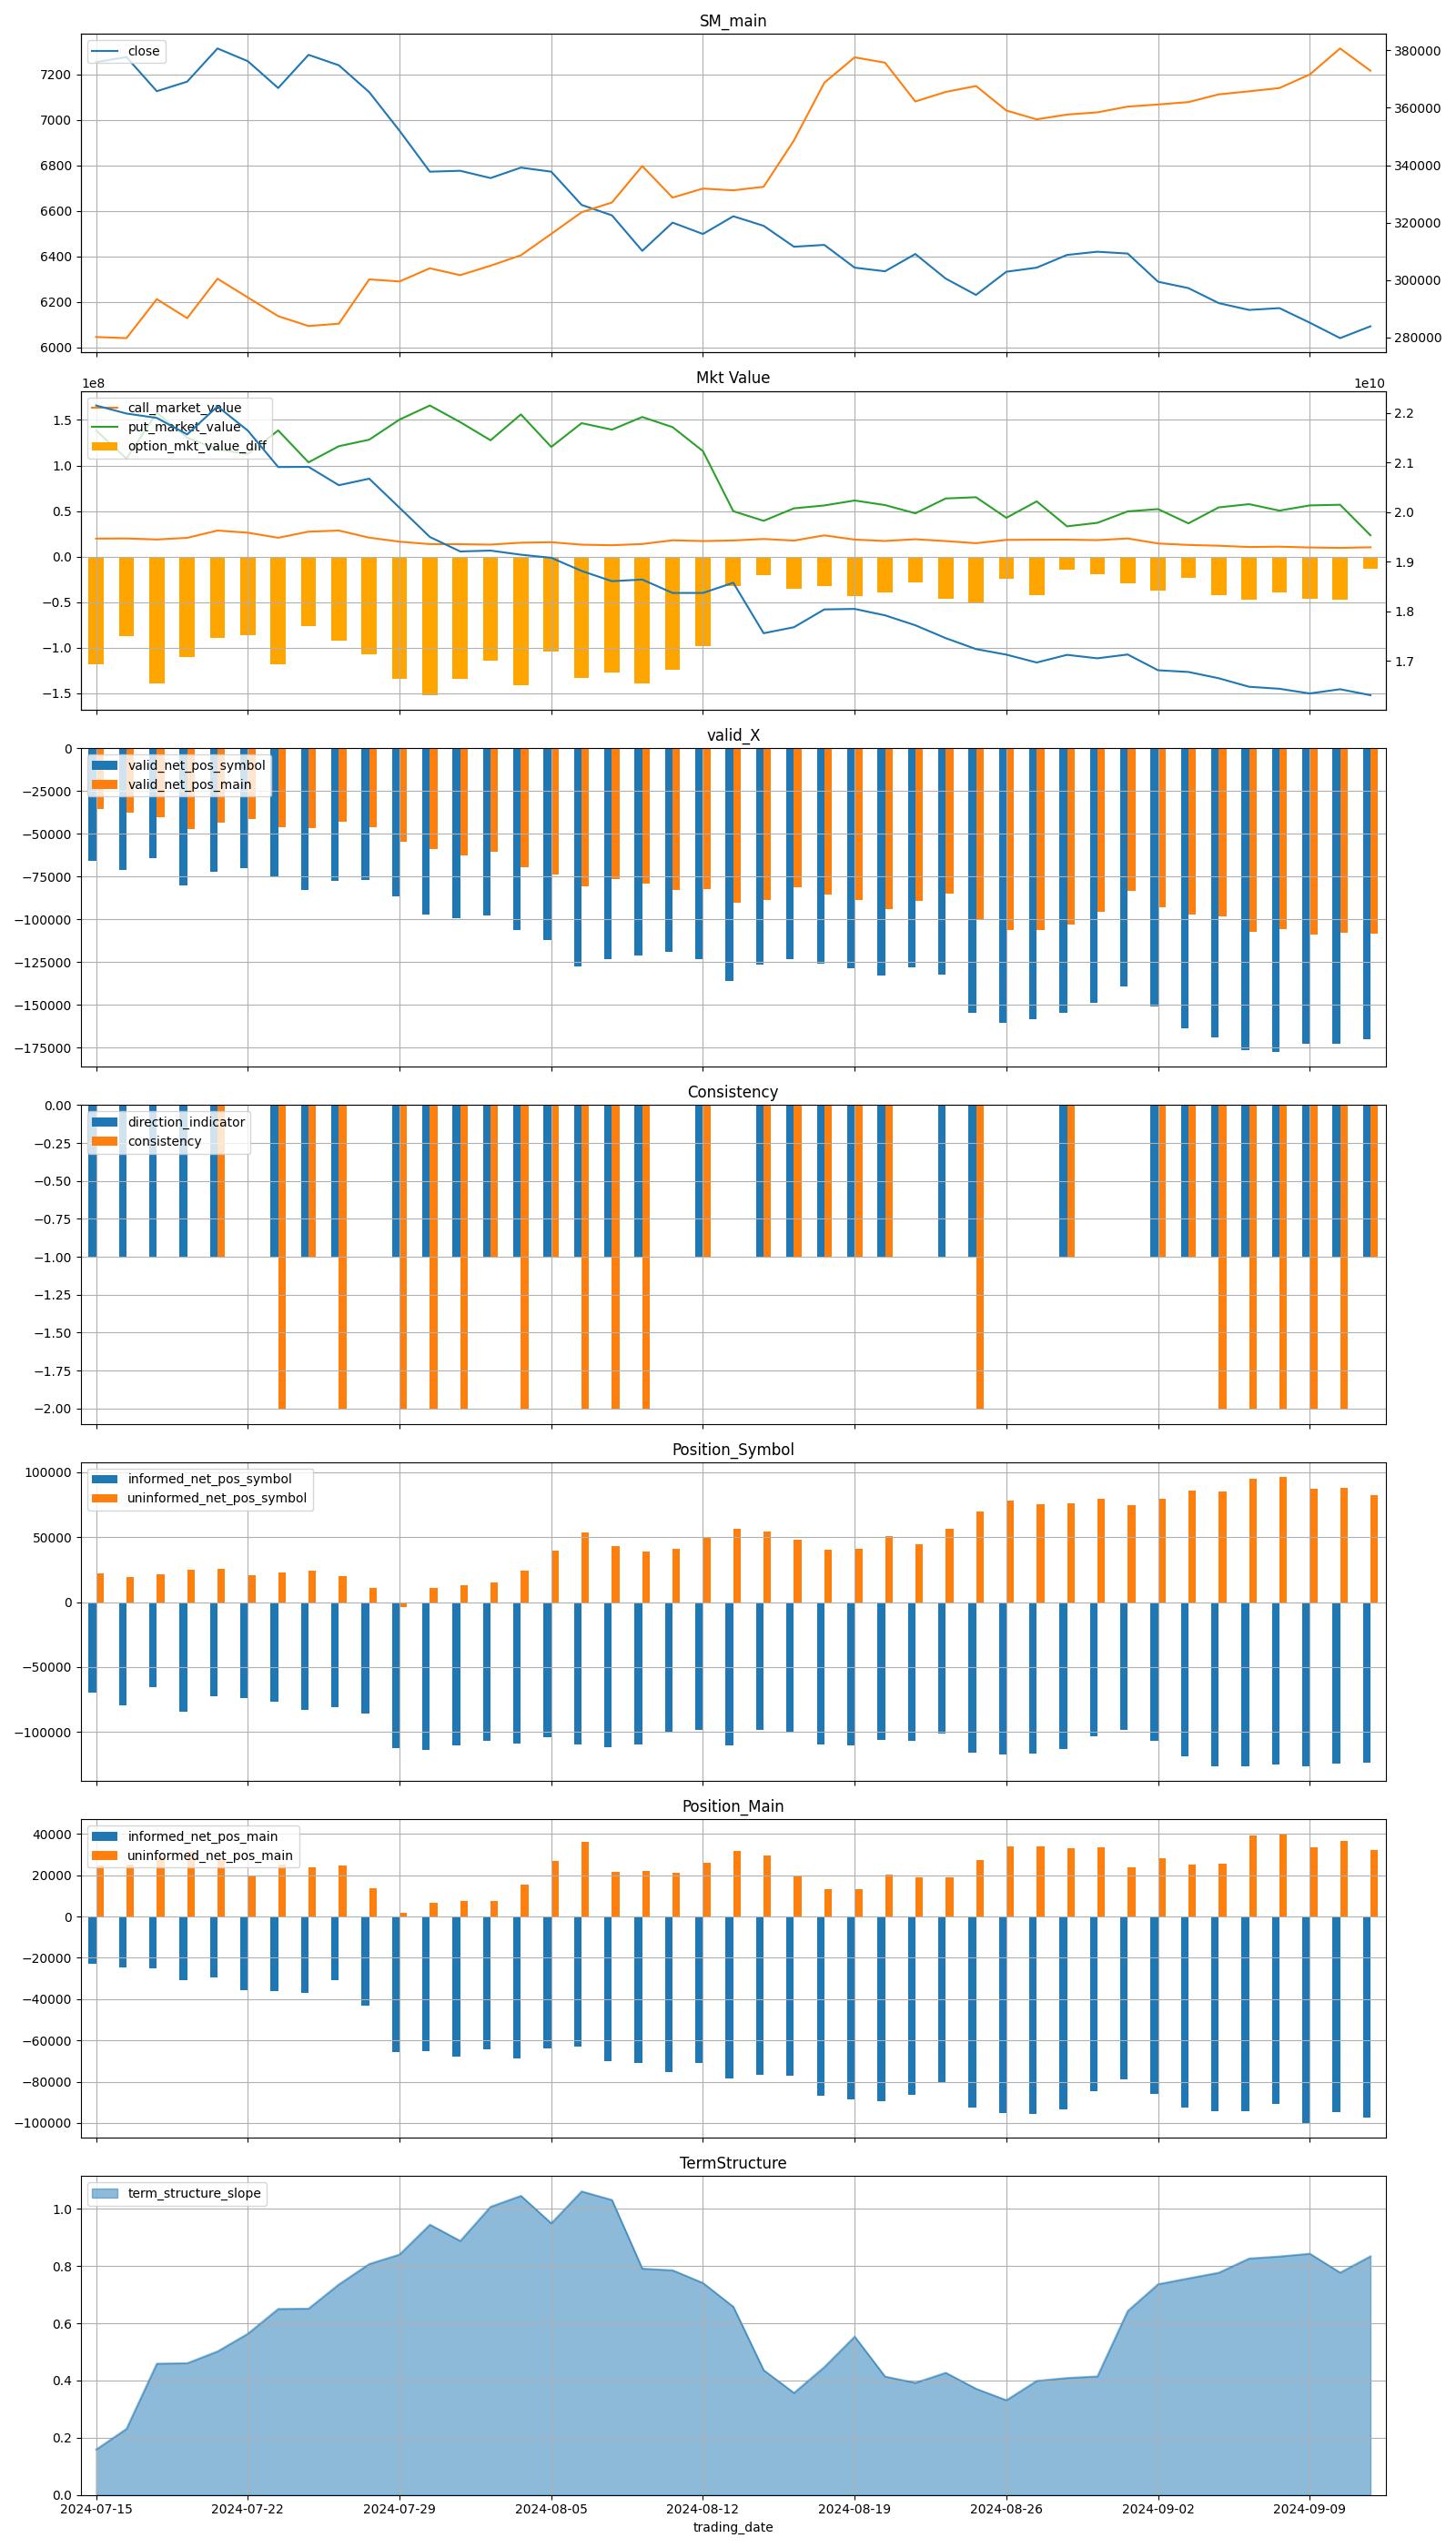 SM_main
close
7200
7000
6800
6600
6400
6200
6000
380000
360000
340000
320000
300000
280000
Mkt Value
1e8
1e10
call_market_value
put_market_value
option_mkt_value_diff
1.5
1.0
0.5
0.0
−0.5
−1.0
−1.5
2.2
2.1
2.0
1.9
1.8
1.7
valid_X
valid_net_pos_symbol
valid_net_pos_main
0
−25000
−50000
−75000
−100000
−125000
−150000
−175000
Consistency
direction_indicator
consistency
0.00
−0.25
−0.50
−0.75
−1.00
−1.25
−1.50
−1.75
−2.00
Position_Symbol
informed_net_pos_symbol
uninformed_net_pos_symbol
100000
50000
0
−50000
−100000
Position_Main
informed_net_pos_main
uninformed_net_pos_main
40000
20000
0
−20000
−40000
−60000
−80000
−100000
TermStructure
term_structure_slope
1.0
0.8
0.6
0.4
0.2
0.0
2024-07-15 2024-07-22 2024-07-29 2024-08-05 2024-08-12 2024-08-19 2024-08-26 2024-09-02 2024-09-09
trading_date